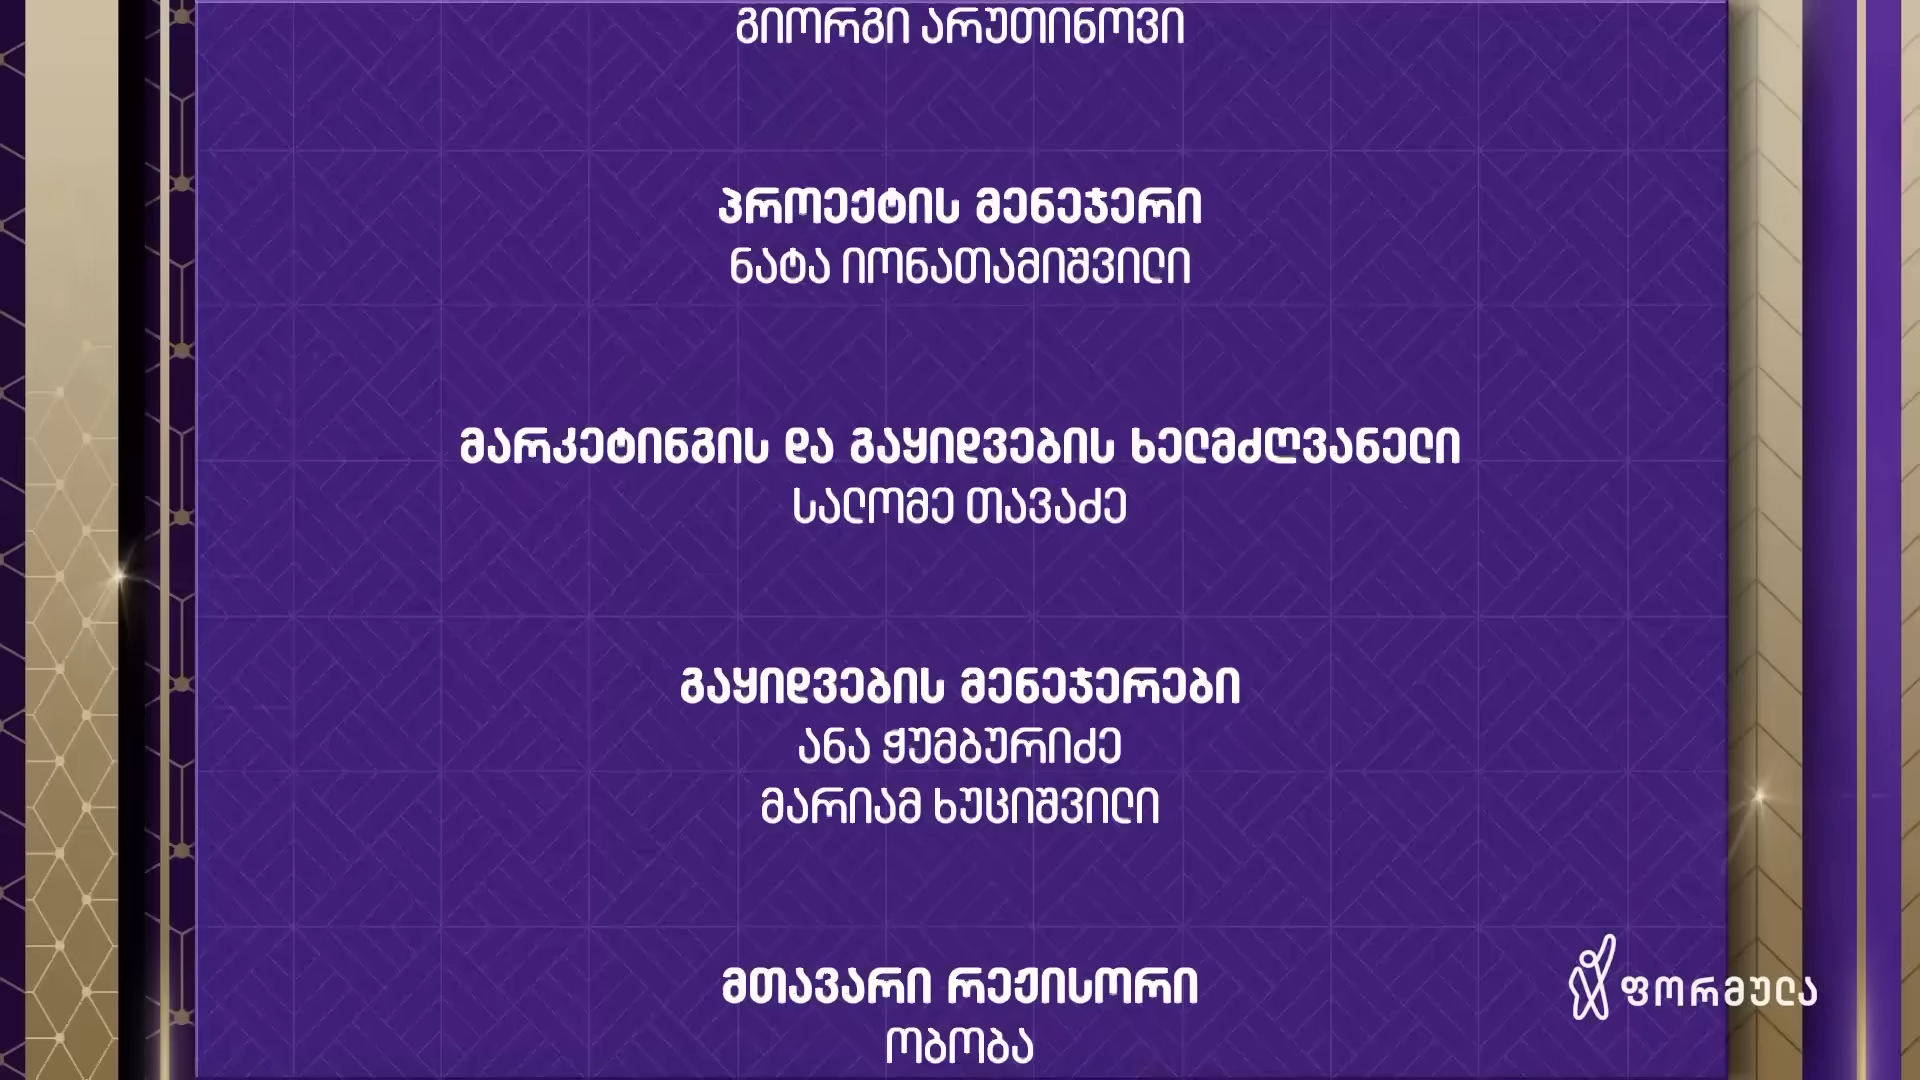 გიორგი არუთინოვი
პროექტის მენეჯერი
ნატა იონათამიშვილი
მარკეტინგის და გაყიდვების ხელმძღვანელი
სალომე თავაძე
გაყიდვების მენეჯერები
ანა ჭუმბურიძე
მარიამ ხუციშვილი
მთავარი რეჟისორი
ობობა
ფორმულა